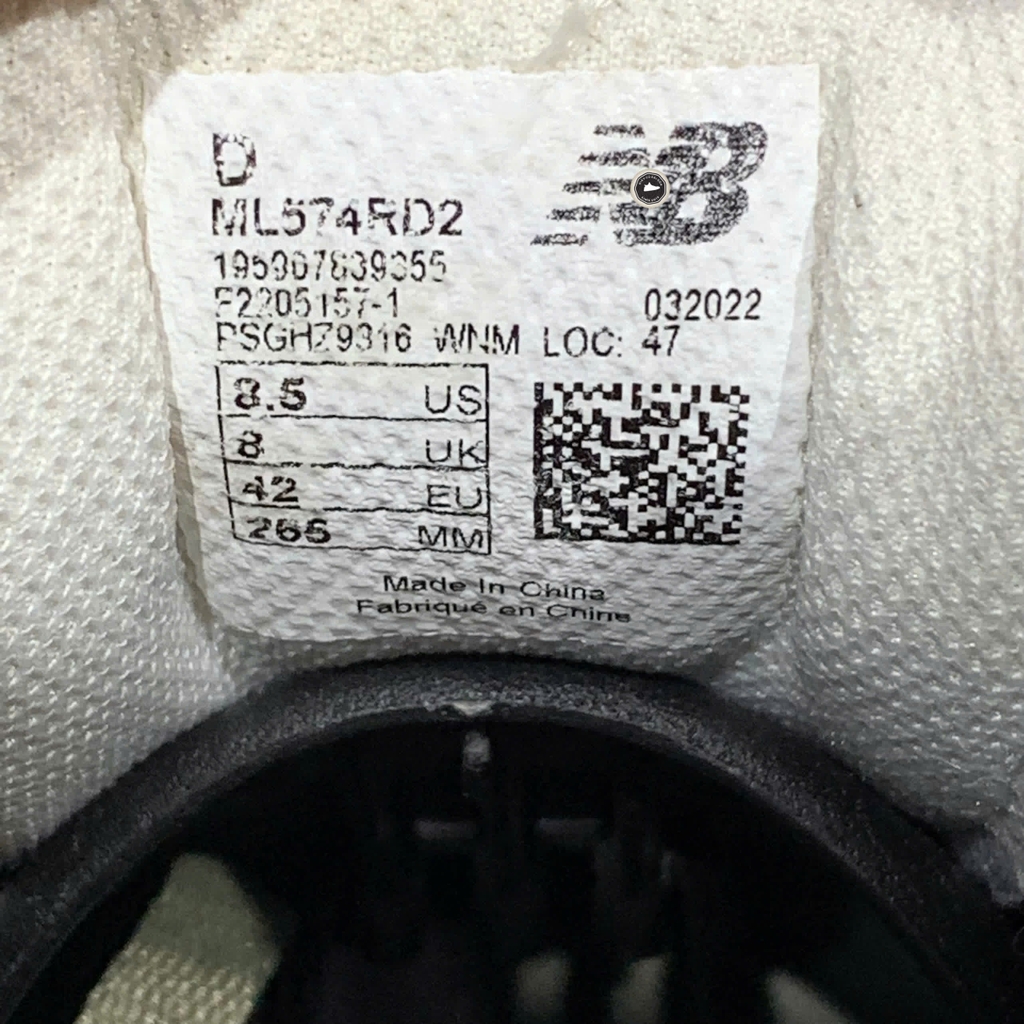 D
NB
ML574RD2
195907839355
F2205157-1
032022
PSGHZ9316 WNM LOC: 47
8.5 US
8 UK
42 EU
265 MM
Made In China
Fabriqué en Chine